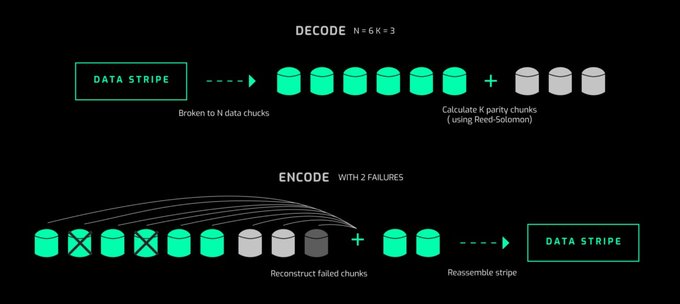 DECODE N = 6 K = 3
DATA STRIPE
Broken to N data chucks
+
Calculate K parity chunks
( using Reed-Solomon)
ENCODE WITH 2 FAILURES
+
DATA STRIPE
Reconstruct failed chunks
Reassemble stripe